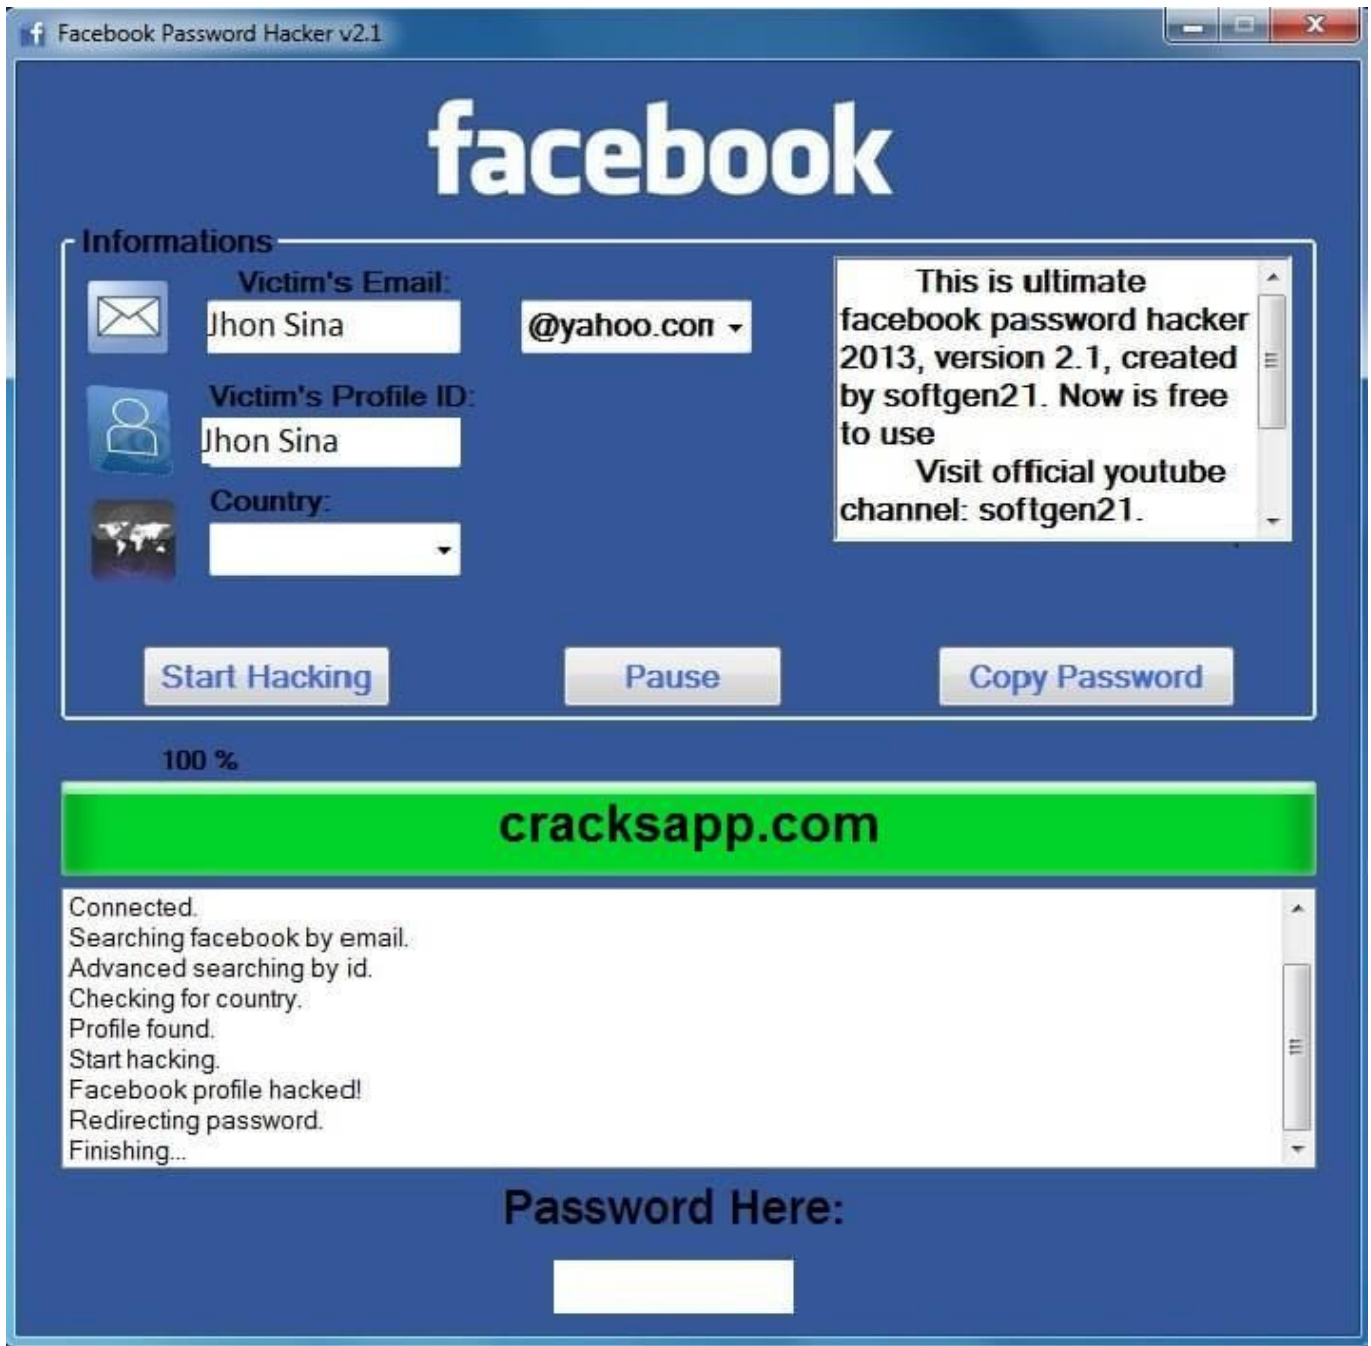 Facebook Password Hacker v2.1
facebook
Informations
Victim's Email:
Jhon Sina
@yahoo.com
Victim's Profile ID:
Jhon Sina
Country:
This is ultimate
facebook password hacker
2013, version 2.1, created
by softgen21. Now is free
to use
Visit official youtube
channel: softgen21.
Start Hacking
Pause
Copy Password
100 %
cracksapp.com
Connected.
Searching facebook by email.
Advanced searching by id.
Checking for country.
Profile found.
Start hacking.
Facebook profile hacked!
Redirecting password.
Finishing...
Password Here: